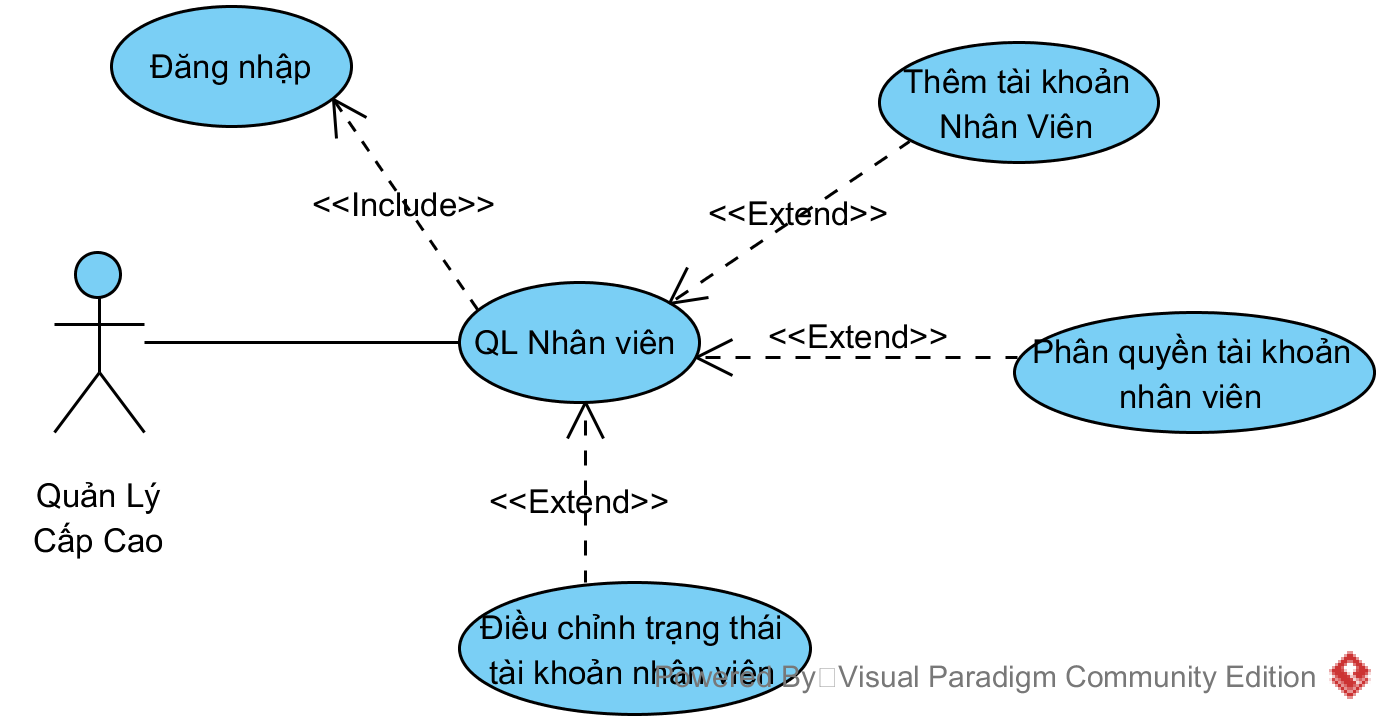 Đăng nhập
Thêm tài khoản
Nhân Viên
<<Include>>
<<Extend>>
QL Nhân viên
<<Extend>>
Phân quyền tài khoản
nhân viên
Quản Lý
Cấp Cao
<<Extend>>
Điều chỉnh trạng thái
tài khoản nhân viên
Powered By Visual Paradigm Community Edition